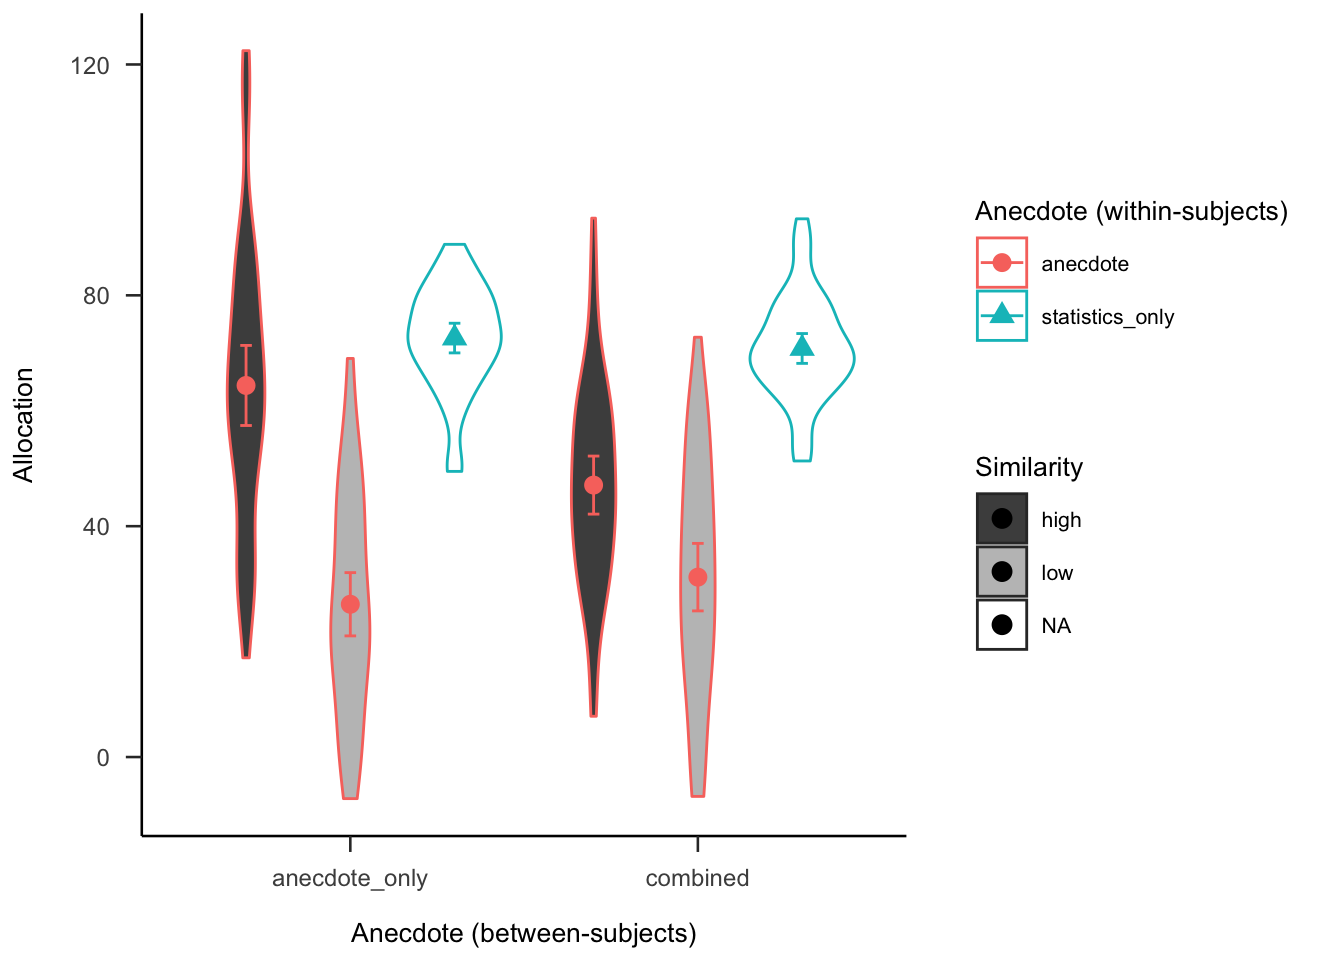 120
80
40
0
Allocation
anecdote_only
combined
Anecdote (between-subjects)
Anecdote (within-subjects)
anecdote
statistics_only
Similarity
high
low
NA